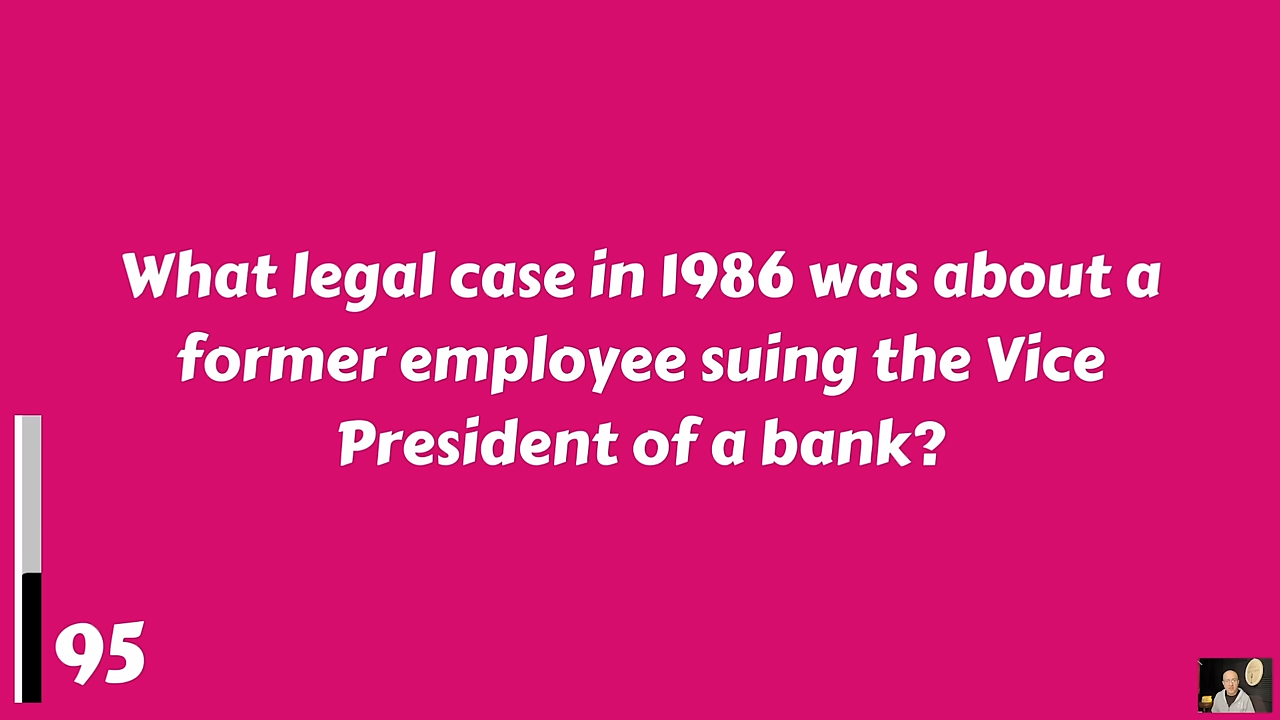 What legal case in 1986 was about a
former employee suing the Vice
President of a bank?
95